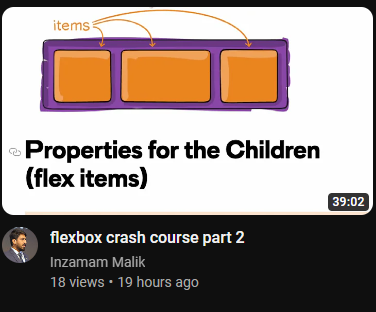 items
Properties for the Children
(flex items)
39:02
flexbox crash course part 2
Inzamam Malik
18 views • 19 hours ago